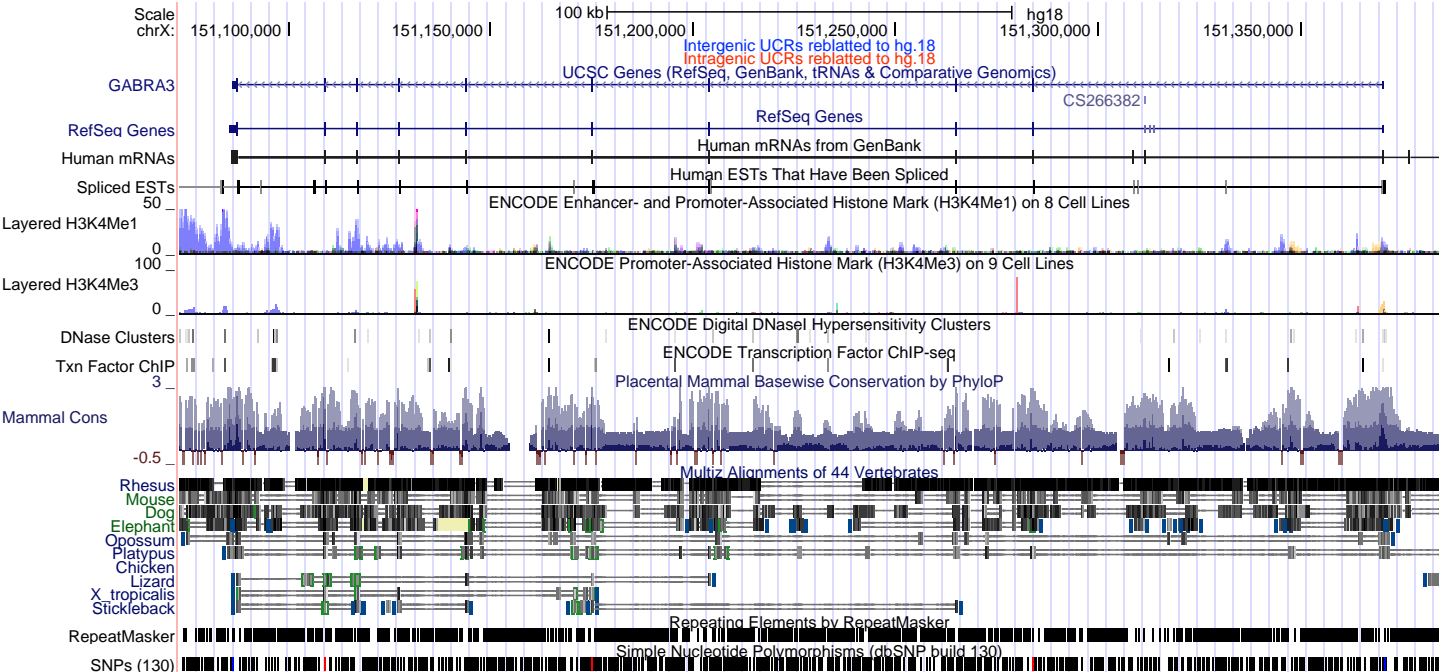 Scale 100 kb hg18
chrX: 151,100,000 151,150,000 151,200,000 151,250,000 151,300,000 151,350,000
Intergenic UCRs reblatted to hg.18
Intragenic UCRs reblatted to hg.18
UCSC Genes (RefSeq, GenBank, tRNAs & Comparative Genomics)
GABRA3
CS266382
RefSeq Genes
RefSeq Genes
Human mRNAs from GenBank
Human mRNAs
Human ESTs That Have Been Spliced
Spliced ESTs
ENCODE Enhancer- and Promoter-Associated Histone Mark (H3K4Me1) on 8 Cell Lines
50 _
Layered H3K4Me1
0 _
ENCODE Promoter-Associated Histone Mark (H3K4Me3) on 9 Cell Lines
100 _
Layered H3K4Me3
0 _
ENCODE Digital DNaseI Hypersensitivity Clusters
DNase Clusters
ENCODE Transcription Factor ChIP-seq
Txn Factor ChIP
Placental Mammal Basewise Conservation by PhyloP
3 _
Mammal Cons
-0.5 _
Multiz Alignments of 44 Vertebrates
Rhesus
Mouse
Dog
Elephant
Opossum
Platypus
Chicken
Lizard
X_tropicalis
Stickleback
Repeating Elements by RepeatMasker
RepeatMasker
Simple Nucleotide Polymorphisms (dbSNP build 130)
SNPs (130)